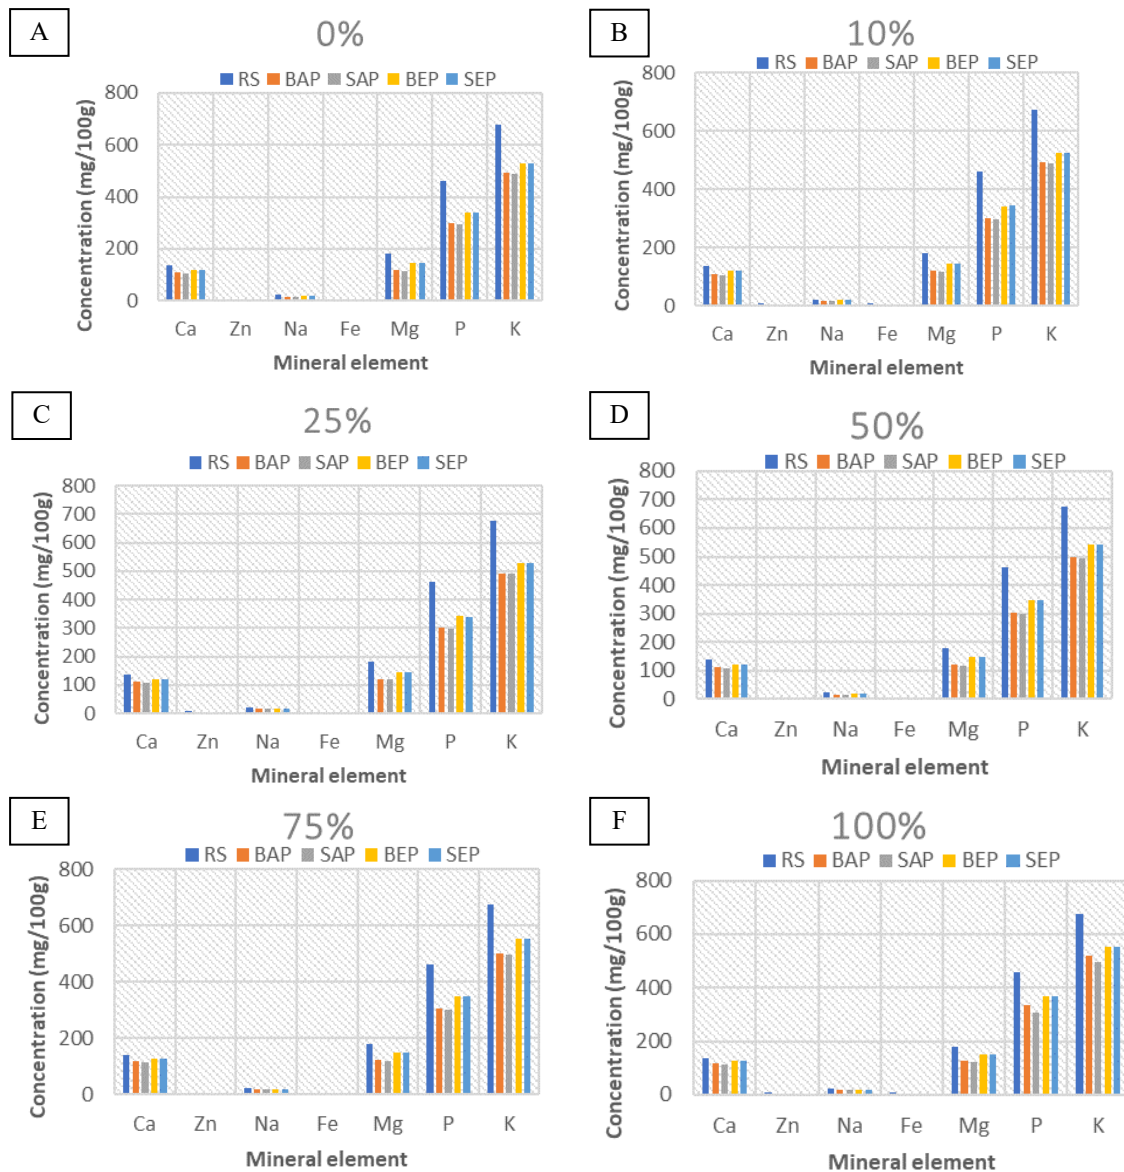 A
0%
RS BAP SAP BEP SEP
Concentration (mg/100g)
800
600
400
200
0
Ca Zn Na Fe Mg P K
Mineral element
B
10%
RS BAP SAP BEP SEP
Concentration (mg/100g)
800
600
400
200
0
Ca Zn Na Fe Mg P K
Mineral element
C
25%
RS BAP SAP BEP SEP
Concentration (mg/100g)
800
700
600
500
400
300
200
100
0
Ca Zn Na Fe Mg P K
Mineral element
D
50%
RS BAP SAP BEP SEP
Concentration (mg/100g)
800
700
600
500
400
300
200
100
0
Ca Zn Na Fe Mg P K
Mineral element
E
75%
RS BAP SAP BEP SEP
Concentration (mg/100g)
800
600
400
200
0
Ca Zn Na Fe Mg P K
Mineral element
F
100%
RS BAP SAP BEP SEP
Concentration (mg/100g)
800
600
400
200
0
Ca Zn Na Fe Mg P K
Mineral element